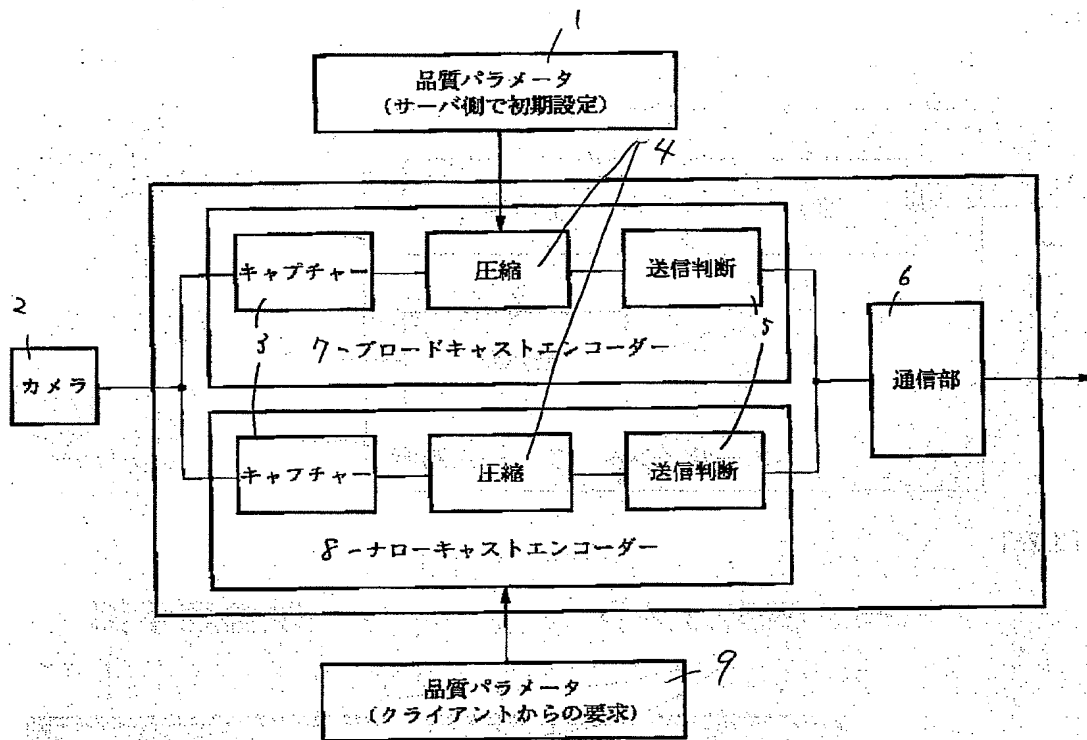 1
品質パラメータ
(サーバ側で初期設定)
4
キャプチャー
圧縮
送信判断
2
カメラ
3
7-ブロードキャストエンコーダー
5
6
通信部
キャプチャー
圧縮
送信判断
8-ナローキャストエンコーダー
品質パラメータ
(クライアントからの要求)
9